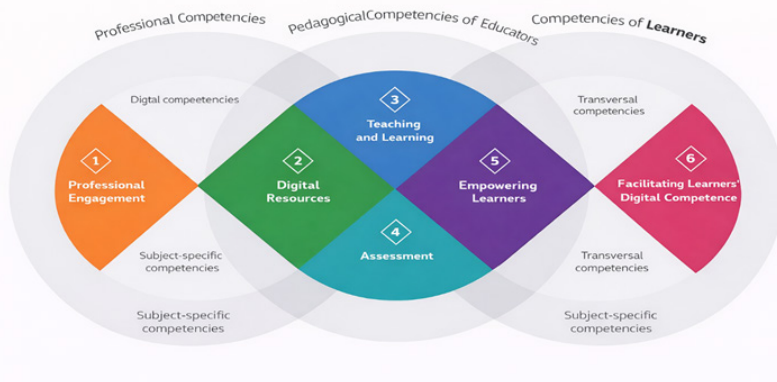 Professional Competencies
PedagogicalCompetencies of Educators
Competencies of Learners
Digtal compeetencies
Transversal
competencies
1
Professional
Engagement
2
Digital
Resources
3
Teaching
and Learning
4
Assessment
5
Empowering
Learners
6
Facilitating Learners'
Digital Competence
Subject-specific
competencies
Transversal
competencies
Subject-specific
competencies
Subject-specific
competencies